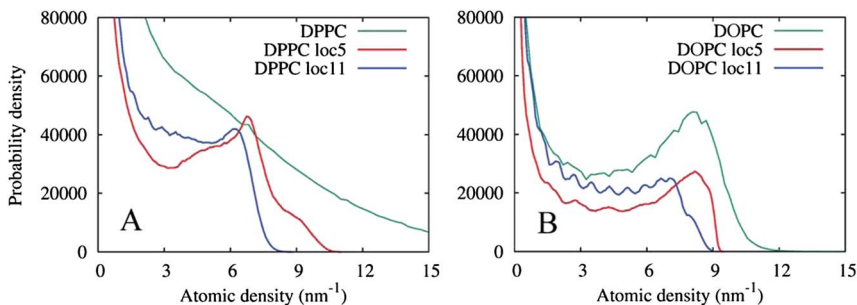 80000
60000
40000
20000
0
Probability density
A
DPPC
DPPC loc5
DPPC loc11
0 3 6 9 12 15
Atomic density (nm⁻¹)
80000
60000
40000
20000
0
B
DOPC
DOPC loc5
DOPC loc11
0 3 6 9 12 15
Atomic density (nm⁻¹)